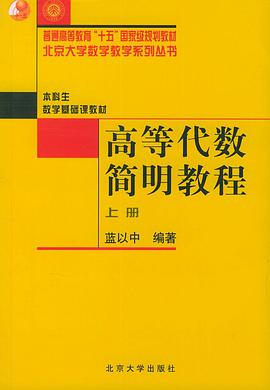 普通高等教育“十五”国家级规划教材
北京大学数学教学系列丛书
本科生
数学基础课教材
高等代数
简明教程
上册
蓝以中 编著
北京大学出版社